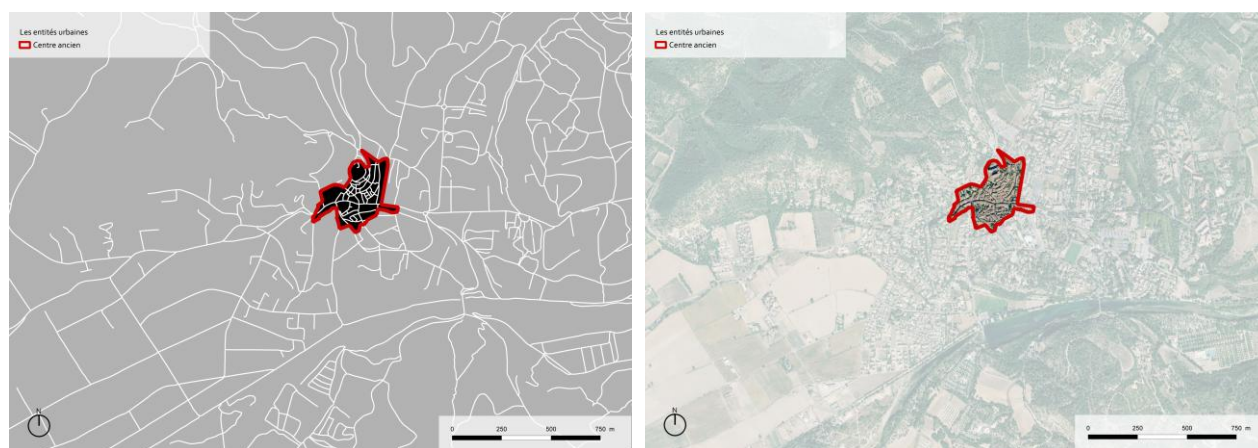 Les entités urbaines
Centre ancien
N
0 250 500 750 m
Les entités urbaines
Centre ancien
N
0 250 500 750 m